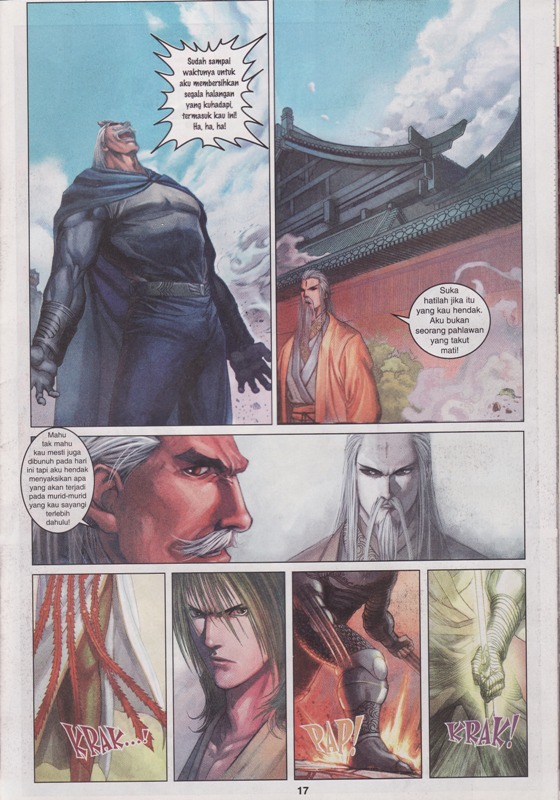 Sudah sampai
waktunya untuk
aku membersihkan
segala halangan
yang kuhadapi,
termasuk kau ini!
Ha, ha, ha!
Suka
hatilah jika itu
yang kau hendak.
Aku bukan
seorang pahlawan
yang takut
mati!
Mahu
tak mahu
kau mesti juga
dibunuh pada hari
ini tapi aku hendak
menyaksikan apa
yang akan terjadi
pada murid-murid
yang kau sayangi
terlebih
dahulu!
KRAK...!
PAP!
KRAK!
17